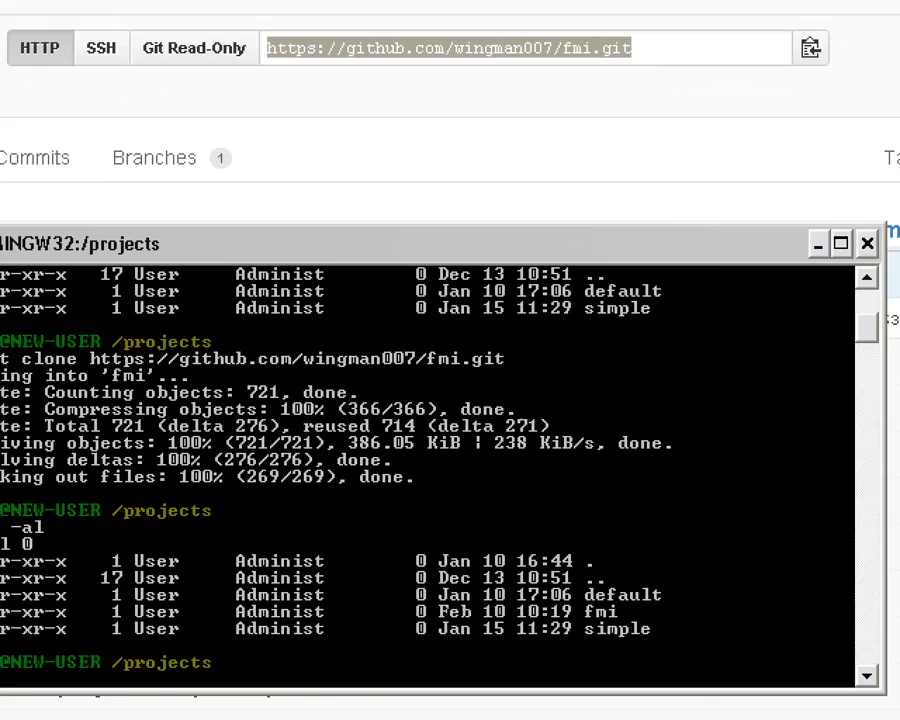 HTTP SSH Git Read-Only https://github.com/wingman007/fmi.git
Commits Branches 1 Ta
MINGW32:/projects
r-xr-x 17 User Administ 0 Dec 13 10:51 ..
r-xr-x 1 User Administ 0 Jan 10 17:06 default
r-xr-x 1 User Administ 0 Jan 15 11:29 simple
@NEW-USER /projects
t clone https://github.com/wingman007/fmi.git
ing into 'fmi'...
te: Counting objects: 721, done.
te: Compressing objects: 100% (366/366), done.
te: Total 721 (delta 276), reused 714 (delta 271)
iving objects: 100% (721/721), 386.05 KiB | 238 KiB/s, done.
lving deltas: 100% (276/276), done.
king out files: 100% (269/269), done.
@NEW-USER /projects
-al
l 0
r-xr-x 1 User Administ 0 Jan 10 16:44 .
r-xr-x 17 User Administ 0 Dec 13 10:51 ..
r-xr-x 1 User Administ 0 Jan 10 17:06 default
r-xr-x 1 User Administ 0 Feb 10 10:19 fmi
r-xr-x 1 User Administ 0 Jan 15 11:29 simple
@NEW-USER /projects